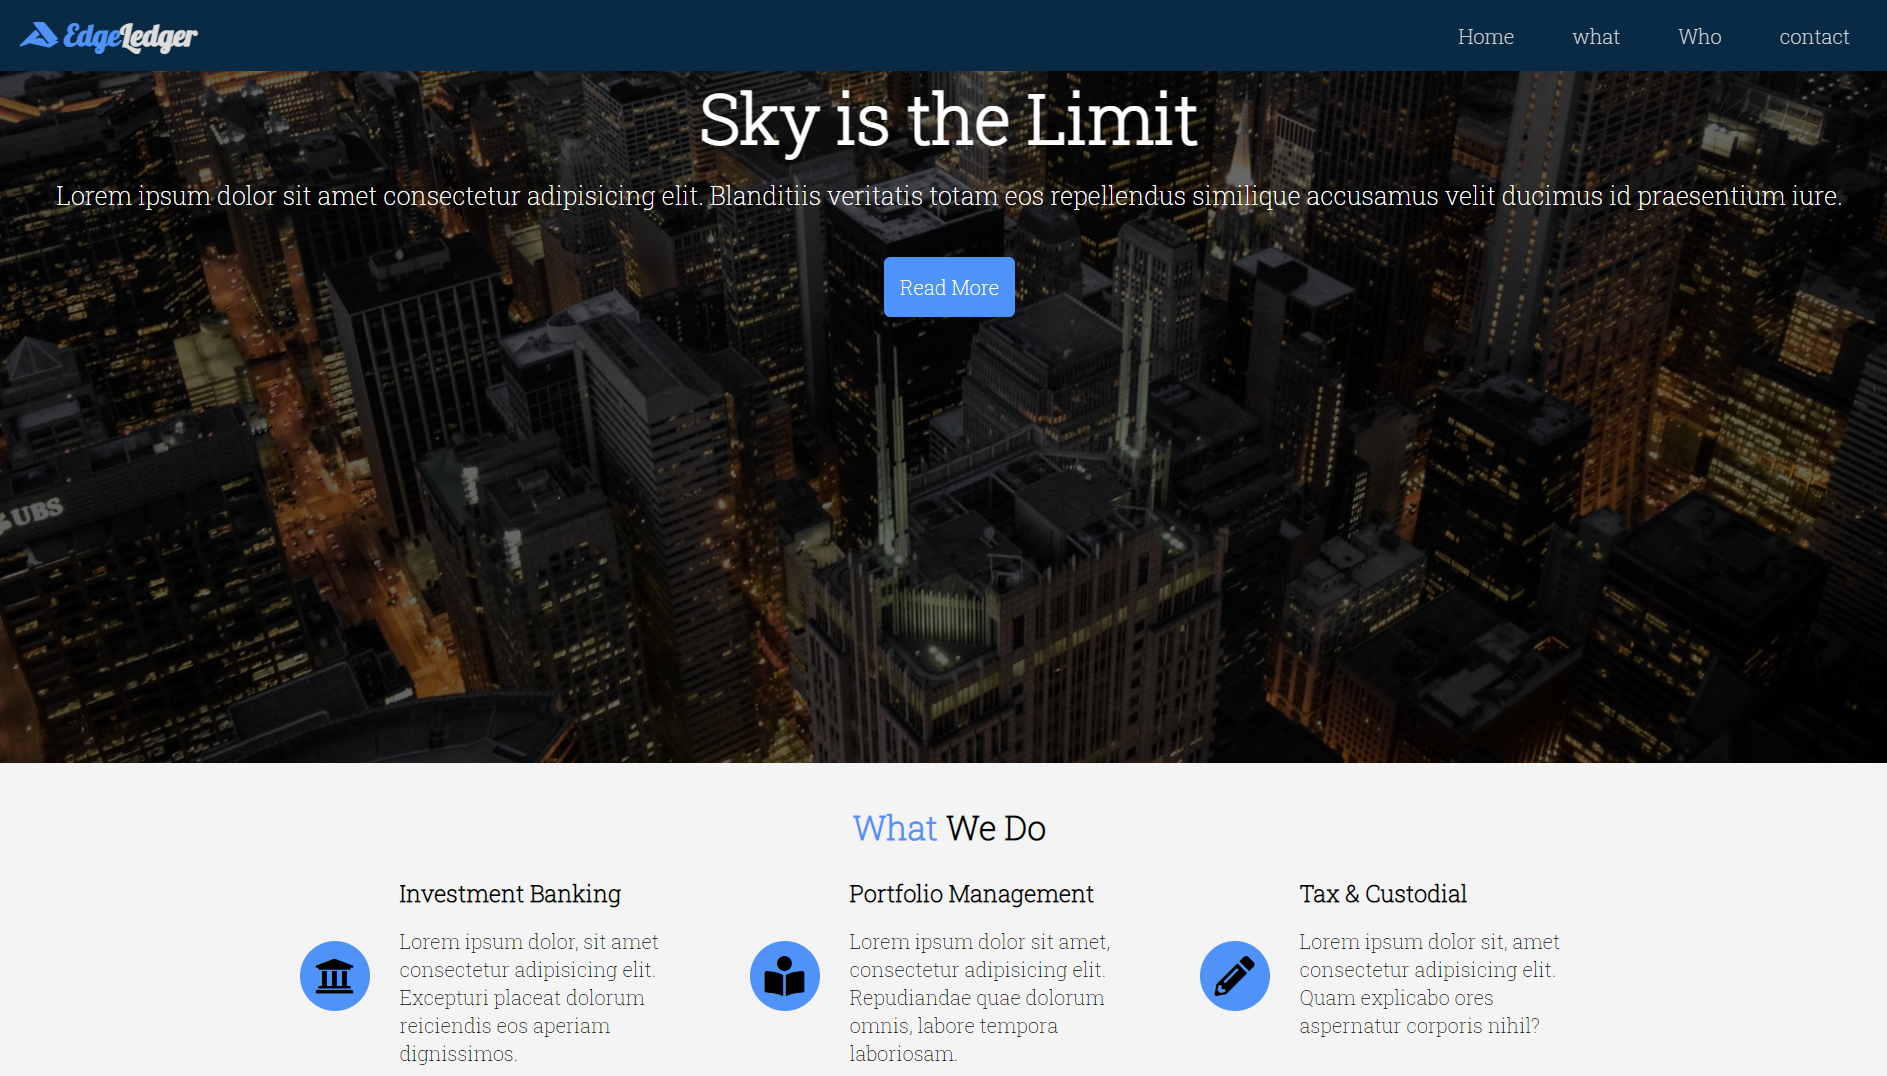 EdgeLedger
Home what Who contact
Sky is the Limit
Lorem ipsum dolor sit amet consectetur adipisicing elit. Blanditiis veritatis totam eos repellendus similique accusamus velit ducimus id praesentium iure.
Read More
UBS
What We Do
Investment Banking
Lorem ipsum dolor, sit amet
consectetur adipisicing elit.
Excepturi placeat dolorum
reiciendis eos aperiam
dignissimos.
Portfolio Management
Lorem ipsum dolor sit amet,
consectetur adipisicing elit.
Repudiandae quae dolorum
omnis, labore tempora
laboriosam.
Tax & Custodial
Lorem ipsum dolor sit, amet
consectetur adipisicing elit.
Quam explicabo ores
aspernatur corporis nihil?